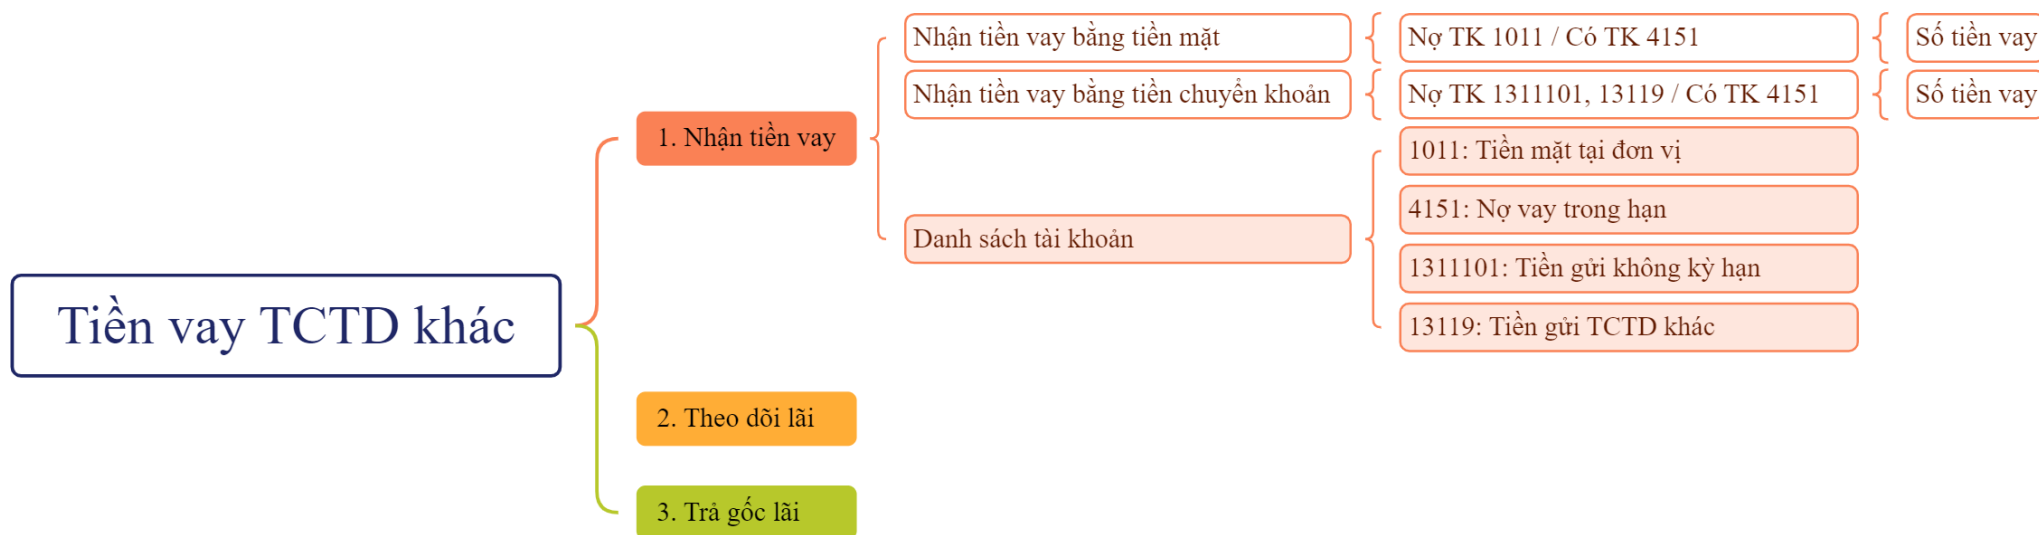 Tiền vay TCTD khác
1. Nhận tiền vay
Nhận tiền vay bằng tiền mặt
Nợ TK 1011 / Có TK 4151
Số tiền vay
Nhận tiền vay bằng tiền chuyển khoản
Nợ TK 1311101, 13119 / Có TK 4151
Số tiền vay
Danh sách tài khoản
1011: Tiền mặt tại đơn vị
4151: Nợ vay trong hạn
1311101: Tiền gửi không kỳ hạn
13119: Tiền gửi TCTD khác
2. Theo dõi lãi
3. Trả gốc lãi